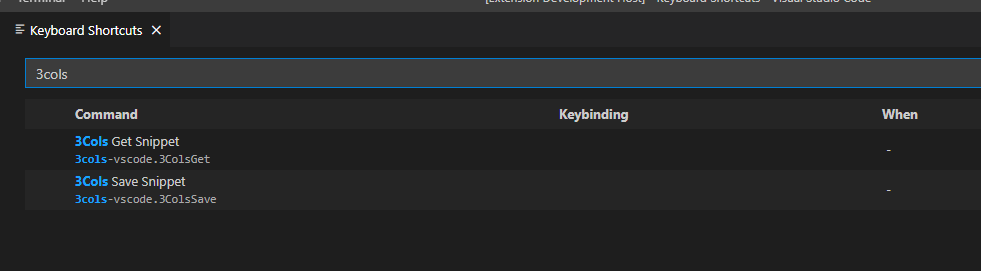 Terminal Help [Extension Development Host] Keyboard Shortcuts Visual Studio Code
Keyboard Shortcuts
3cols
Command Keybinding When
3Cols Get Snippet
3cols-vscode.3ColsGet -
3Cols Save Snippet
3cols-vscode.3ColsSave -